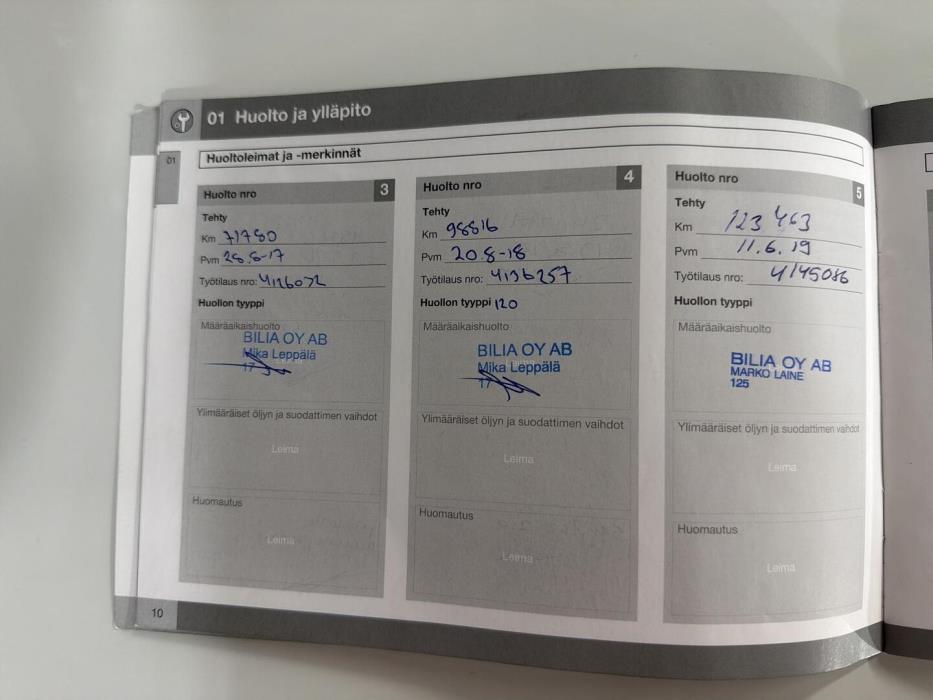 01 Huolto ja ylläpito
01
Huoltoleimat ja -merkinnät
Huolto nro 3
Tehty
Km 71780
Pvm 28.8-17
Työtilaus nro: 4126072
Huollon tyyppi
Määräaikaishuolto
BILIA OY AB
Mika Leppälä
17
Ylimääräiset öljyn ja suodattimen vaihdot
Leima
Huomautus
Leima
Huolto nro 4
Tehty
Km 98816
Pvm 20.8-18
Työtilaus nro: 4136257
Huollon tyyppi 120
Määräaikaishuolto
BILIA OY AB
Mika Leppälä
17
Ylimääräiset öljyn ja suodattimen vaihdot
Leima
Huomautus
Leima
Huolto nro 5
Tehty
Km 123 463
Pvm 11.6.19
Työtilaus nro: 4145086
Huollon tyyppi
Määräaikaishuolto
BILIA OY AB
MARKO LAINE
125
Ylimääräiset öljyn ja suodattimen vaihdot
Leima
Huomautus
Leima
10